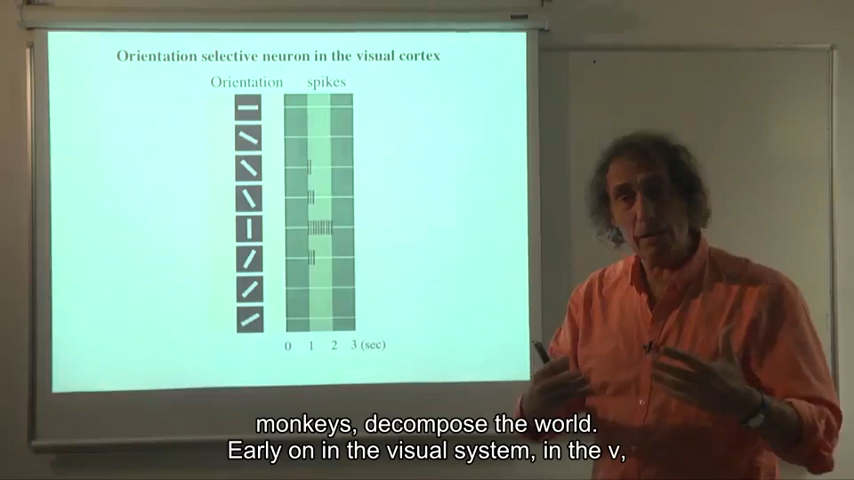 Orientation selective neuron in the visual cortex
Orientation spikes
0 1 2 3 (sec)
monkeys, decompose the world.
Early on in the visual system, in the v,